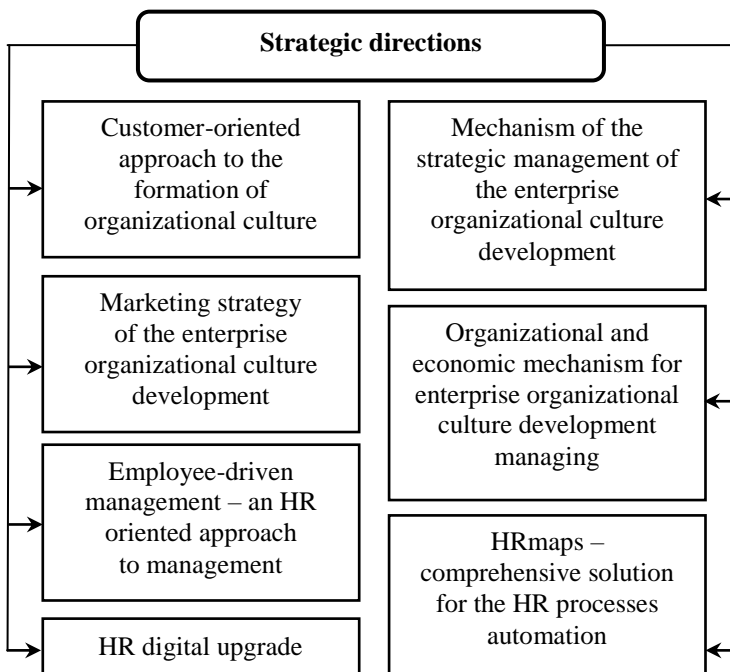 Strategic directions
Customer-oriented
approach to the
formation of
organizational culture
Marketing strategy
of the enterprise
organizational culture
development
Employee-driven
management – an HR
oriented approach
to management
HR digital upgrade
Mechanism of the
strategic management of
the enterprise
organizational culture
development
Organizational and
economic mechanism for
enterprise organizational
culture development
managing
HRmaps –
comprehensive solution
for the HR processes
automation